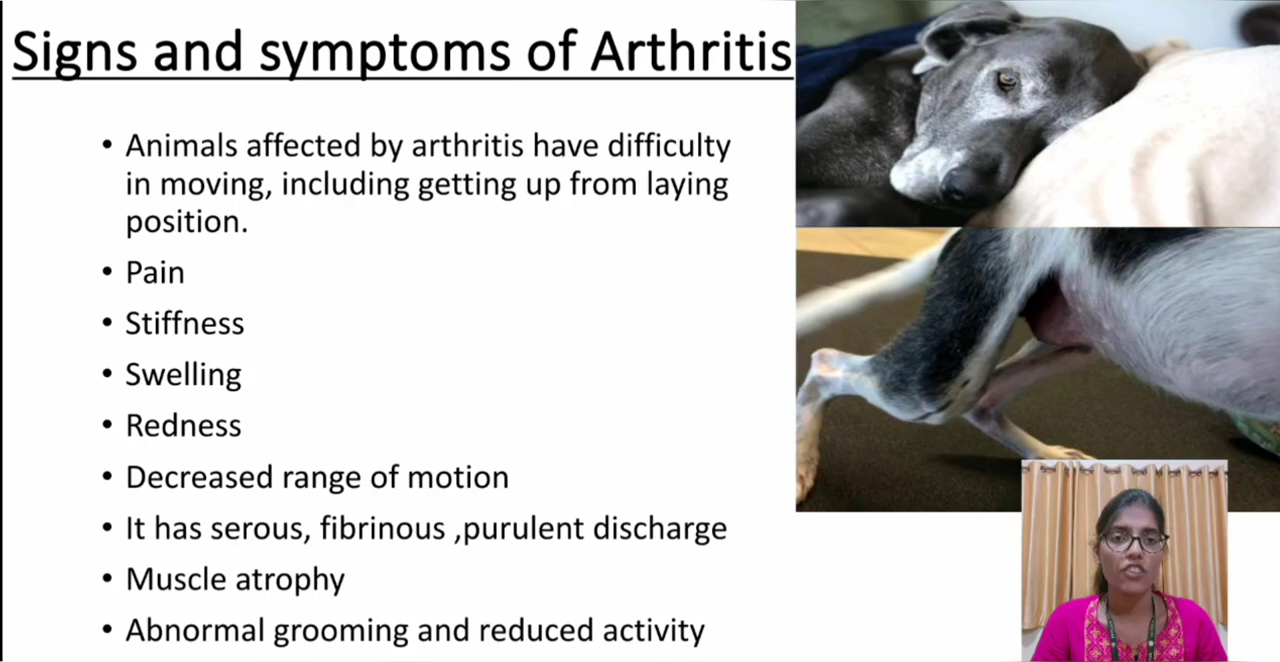 Signs and symptoms of Arthritis
• Animals affected by arthritis have difficulty
in moving, including getting up from laying
position.
• Pain
• Stiffness
• Swelling
• Redness
• Decreased range of motion
• It has serous, fibrinous ,purulent discharge
• Muscle atrophy
• Abnormal grooming and reduced activity